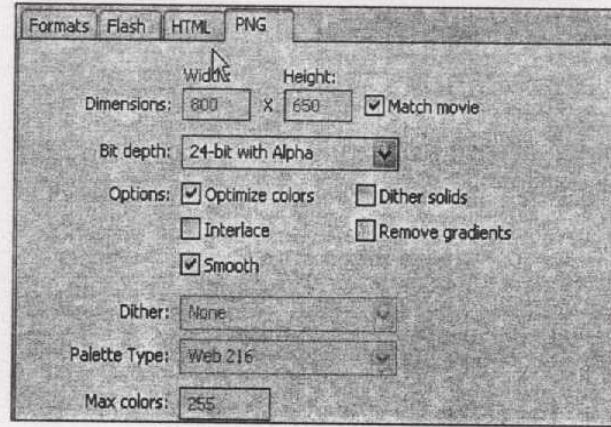 Formats Flash HTML PNG
Width: Height:
Dimensions: 800 X 650 Match movie
Bit depth: 24-bit with Alpha
Options: Optimize colors Dither solids
Interlace Remove gradients
Smooth
Dither: None
Palette Type: Web 216
Max colors: 255